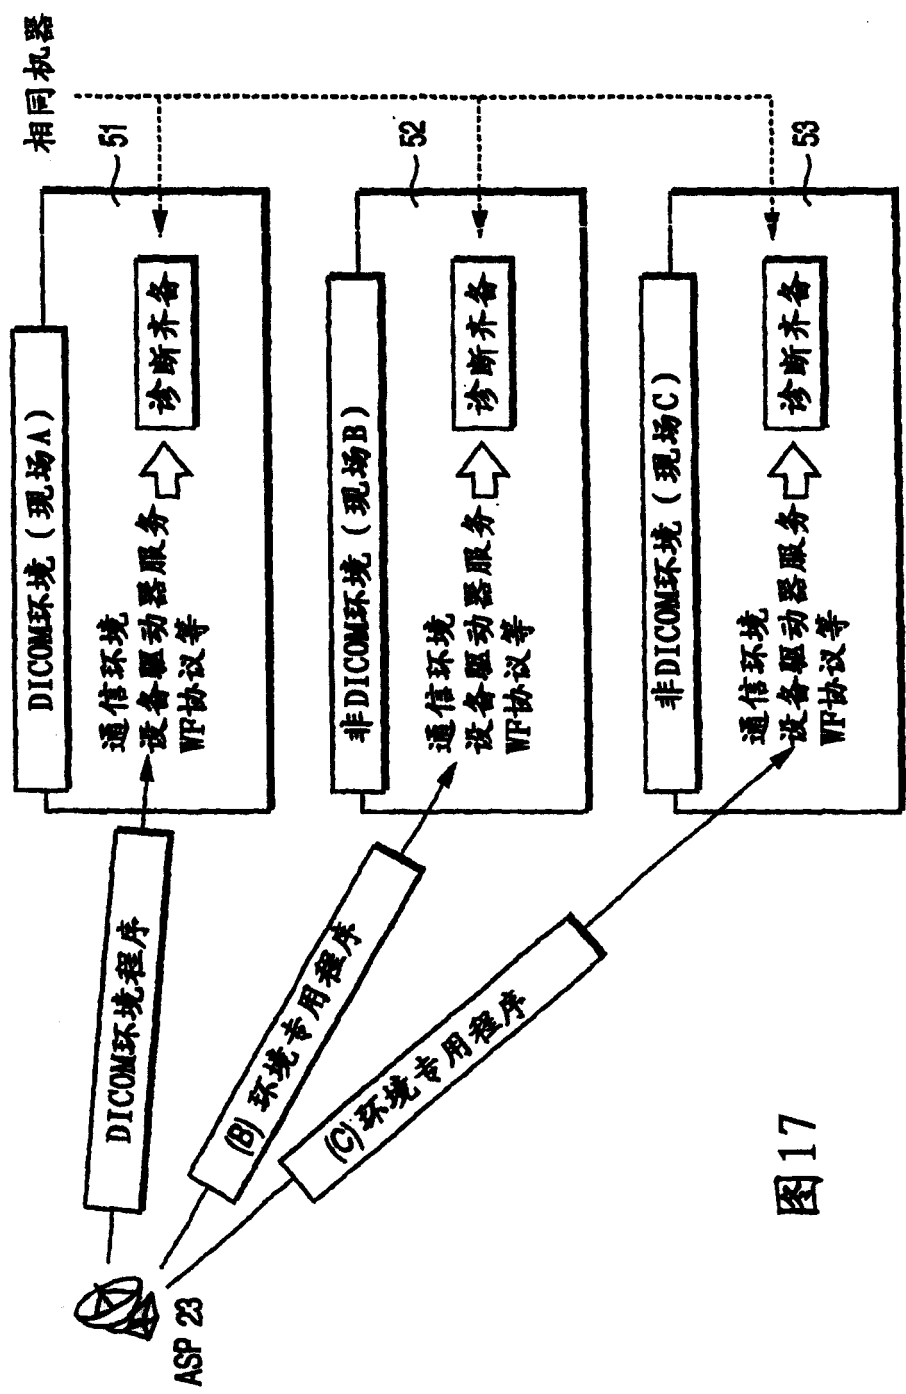 相同机器
51
DICOM环境(现场A)
通信环境
设备驱动器服务
WF协议等
诊断齐备
DICOM环境程序
52
非DICOM环境(现场B)
通信环境
设备驱动器服务
WF协议等
诊断齐备
(B)环境专用程序
53
非DICOM环境(现场C)
通信环境
设备驱动器服务
WF协议等
诊断齐备
(C)环境专用程序
ASP 23
图17